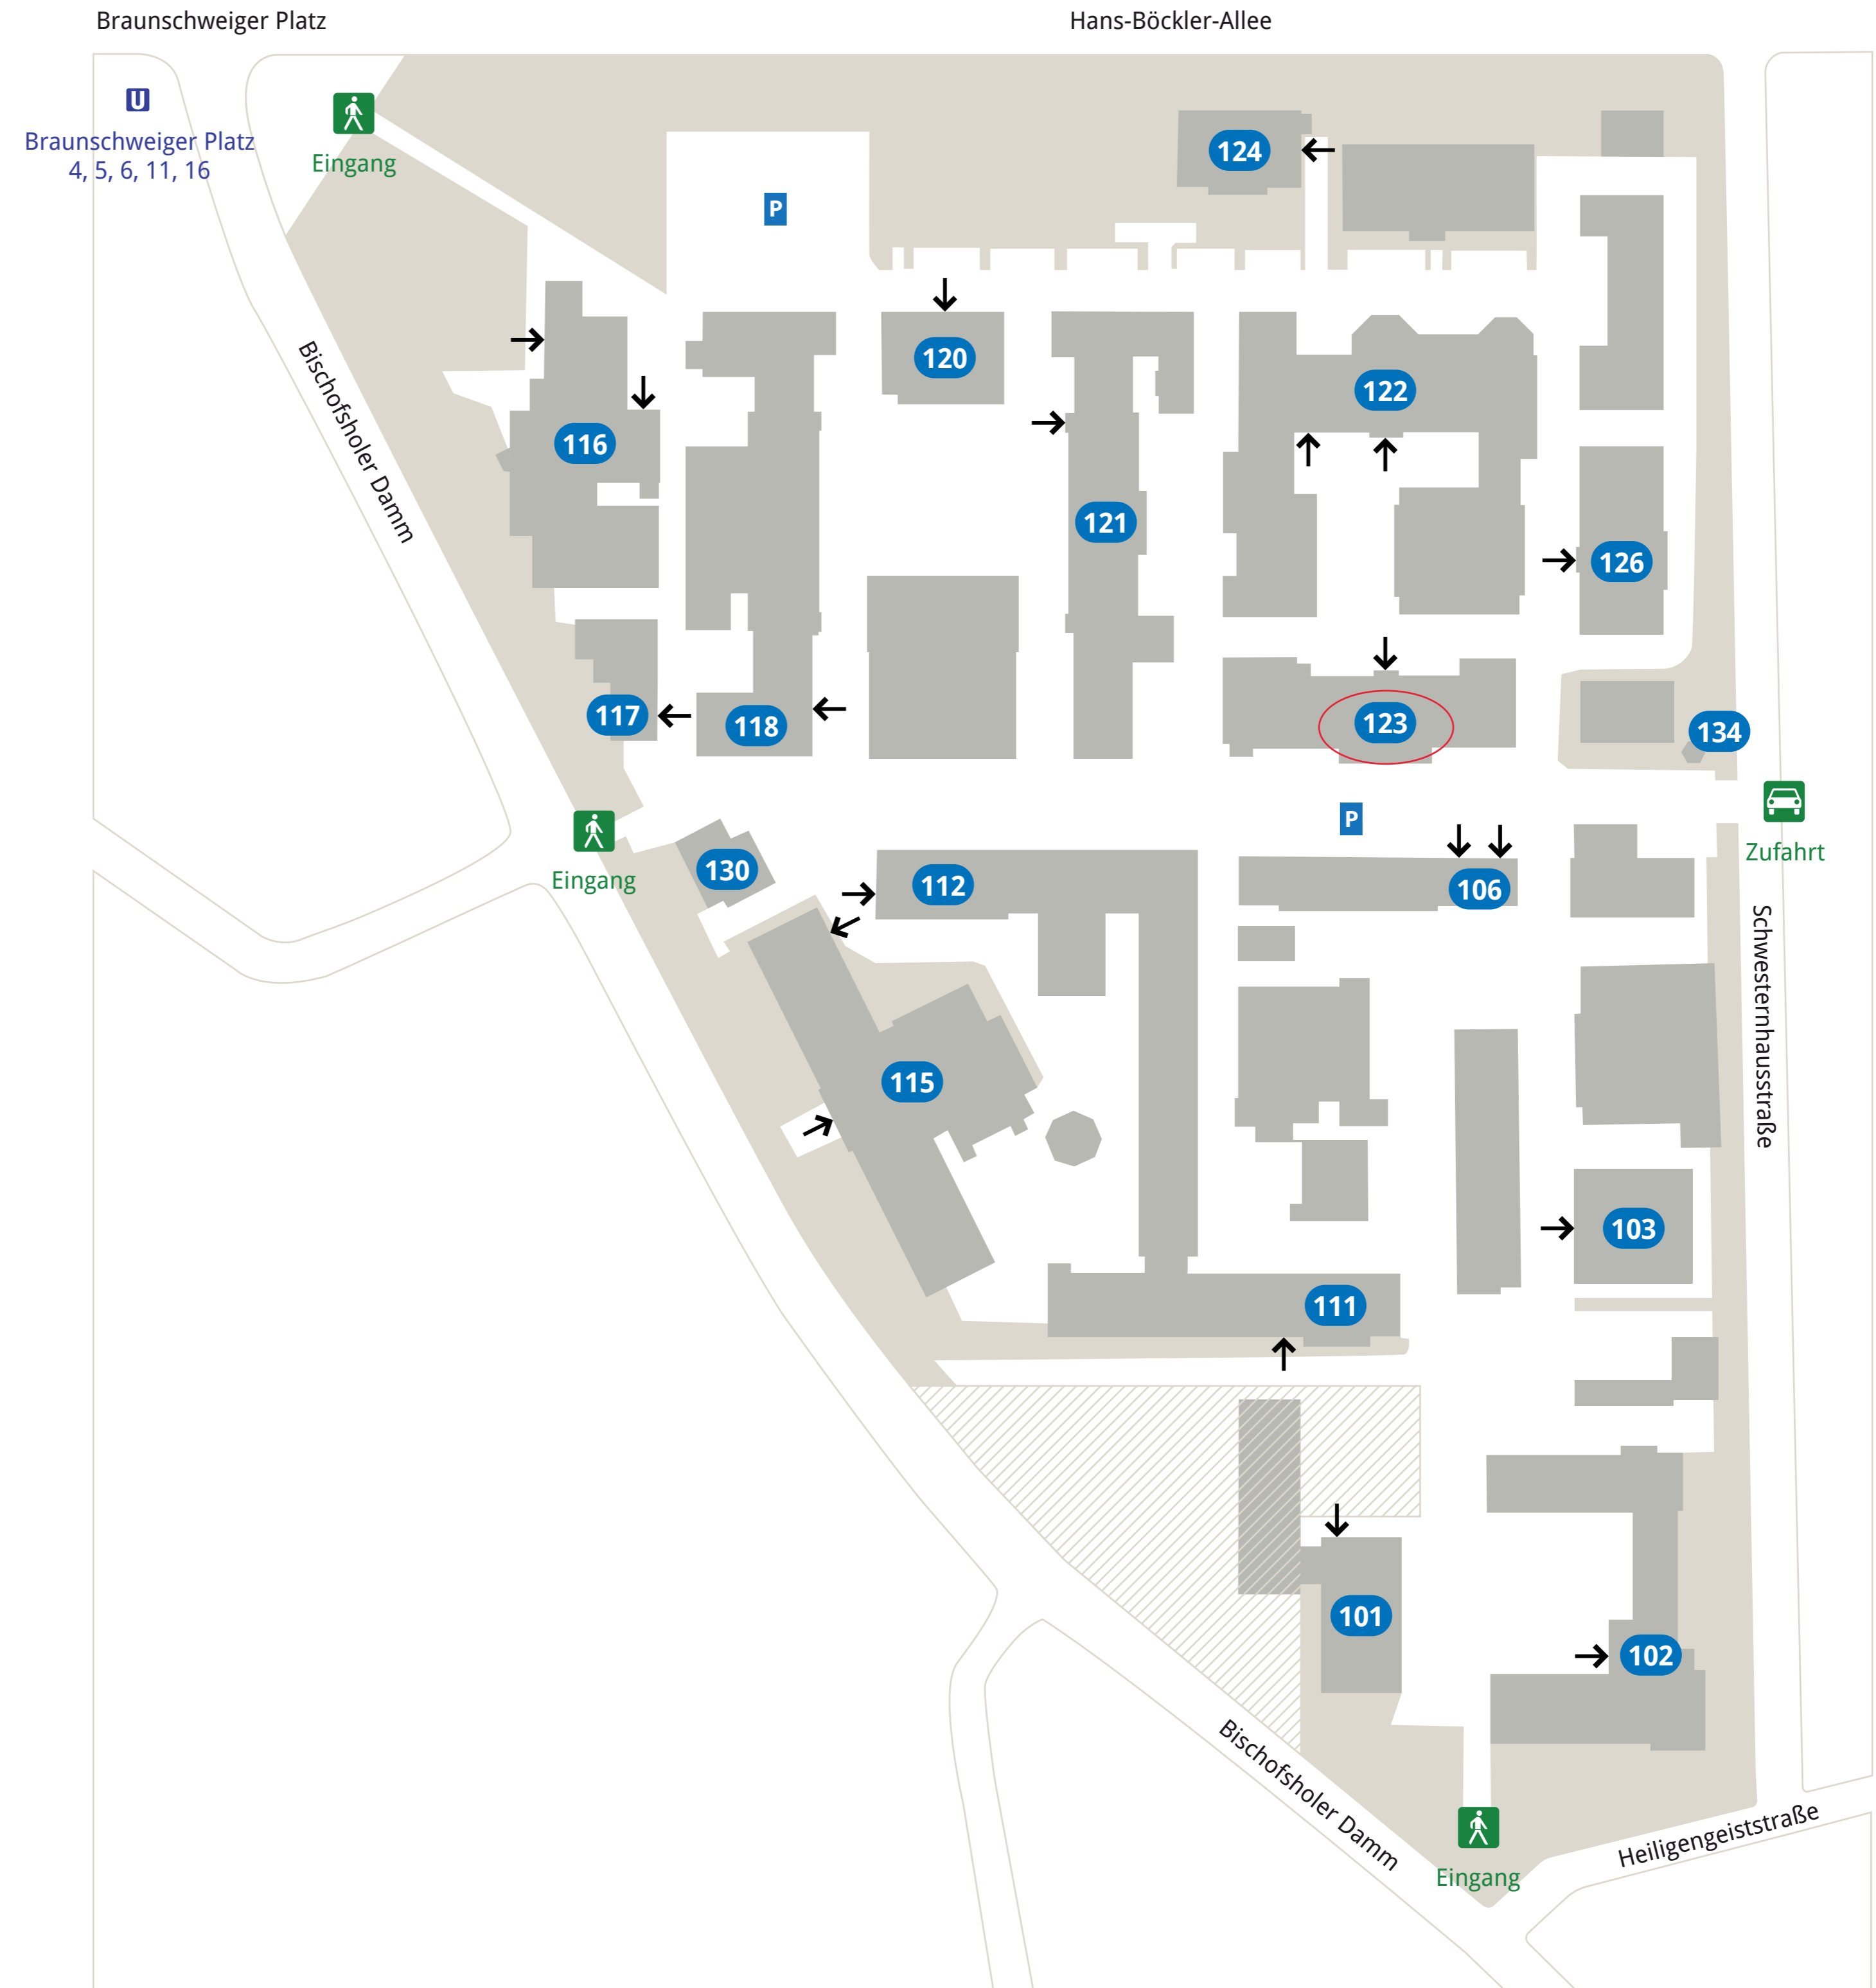 Braunschweiger Platz
Hans-Böckler-Allee
U
Braunschweiger Platz
4, 5, 6, 11, 16
Eingang
P
124
120
122
116
121
126
Bischofsholer Damm
117
118
123
134
P
Zufahrt
Eingang
130
112
106
Schwesternhausstraße
115
103
111
101
102
Bischofsholer Damm
Heiligengeiststraße
Eingang